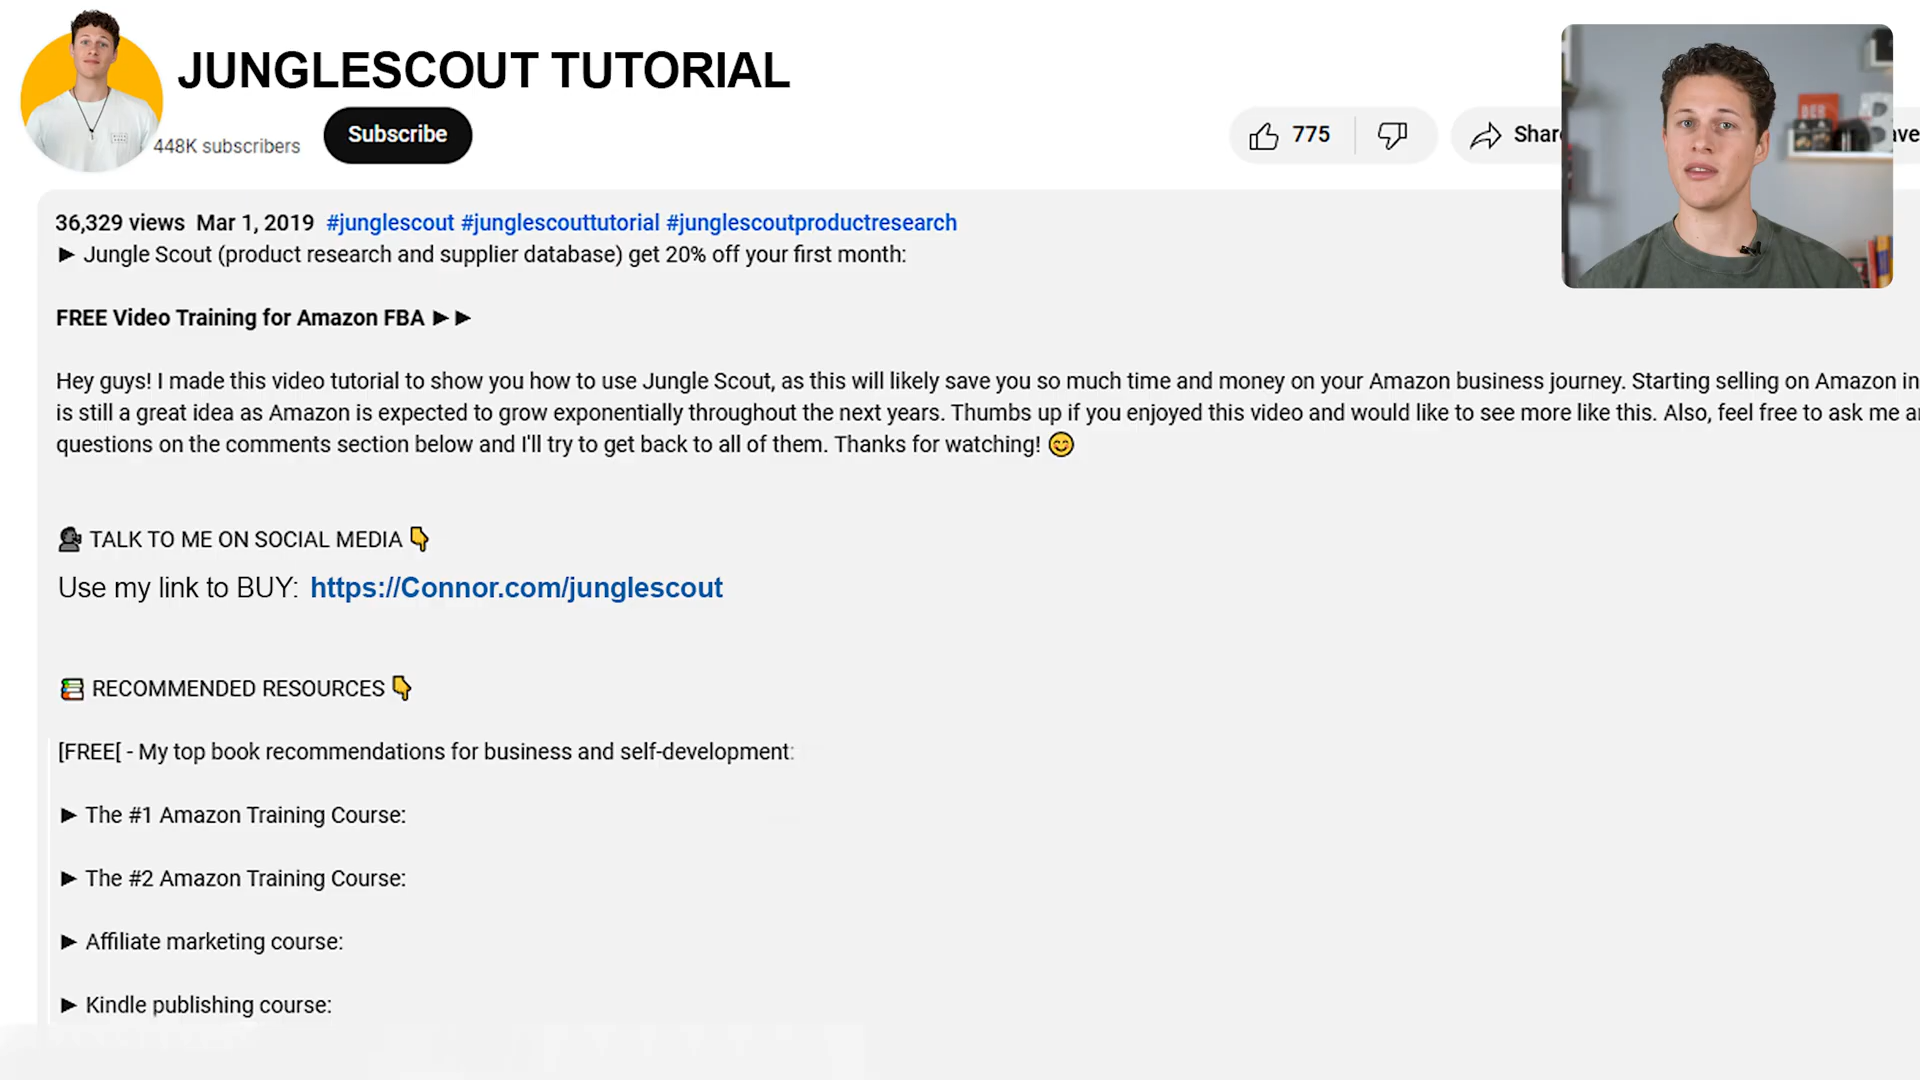 JUNGLESCOUT TUTORIAL
448K subscribers
Subscribe
775
Share
36,329 views Mar 1, 2019 #junglescout #junglescouttutorial #junglescoutproductresearch
► Jungle Scout (product research and supplier database) get 20% off your first month:
FREE Video Training for Amazon FBA ►►
Hey guys! I made this video tutorial to show you how to use Jungle Scout, as this will likely save you so much time and money on your Amazon business journey. Starting selling on Amazon in
is still a great idea as Amazon is expected to grow exponentially throughout the next years. Thumbs up if you enjoyed this video and would like to see more like this. Also, feel free to ask me
questions on the comments section below and I'll try to get back to all of them. Thanks for watching! 😊
🗣 TALK TO ME ON SOCIAL MEDIA 👇
Use my link to BUY: https://Connor.com/junglescout
📚 RECOMMENDED RESOURCES 👇
[FREE[ - My top book recommendations for business and self-development:
► The #1 Amazon Training Course:
► The #2 Amazon Training Course:
► Affiliate marketing course:
► Kindle publishing course: